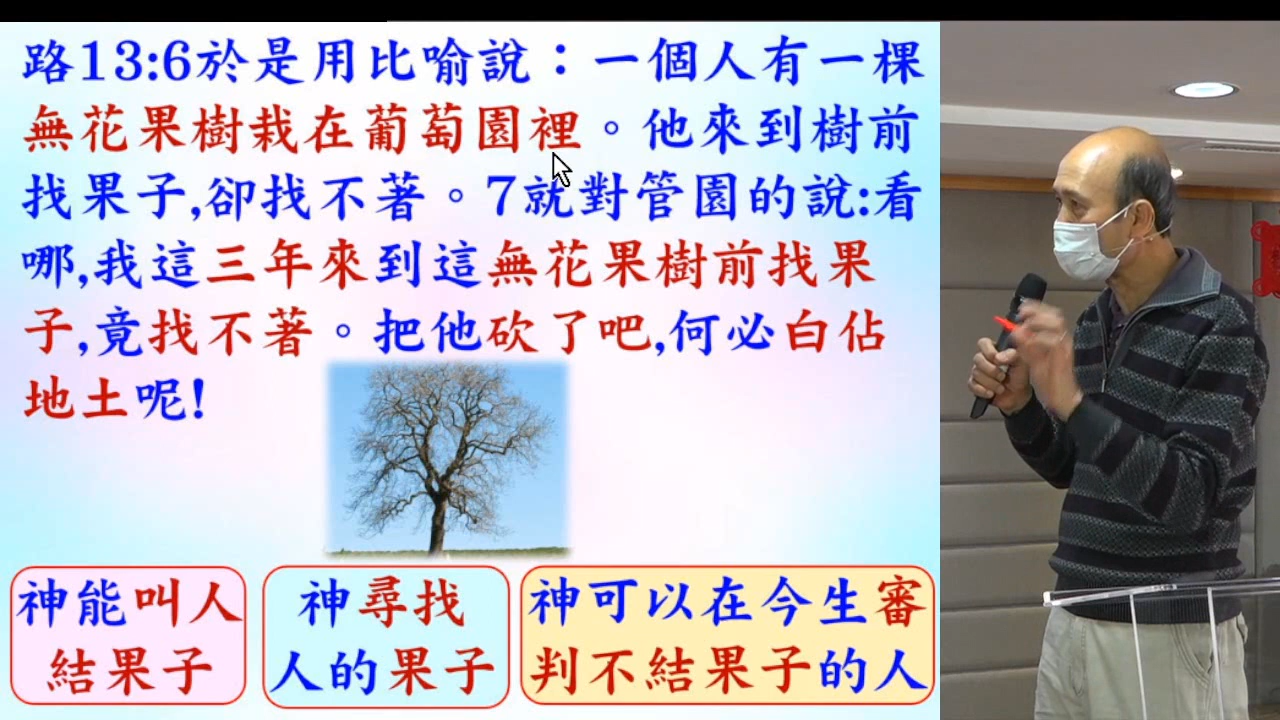 路13:6於是用比喻說：一個人有一棵
無花果樹栽在葡萄園裡。他來到樹前
找果子,卻找不著。7就對管園的說:看
哪,我這三年來到這無花果樹前找果
子,竟找不著。把他砍了吧,何必白佔
地土呢!
神能叫人
結果子
神尋找
人的果子
神可以在今生審
判不結果子的人